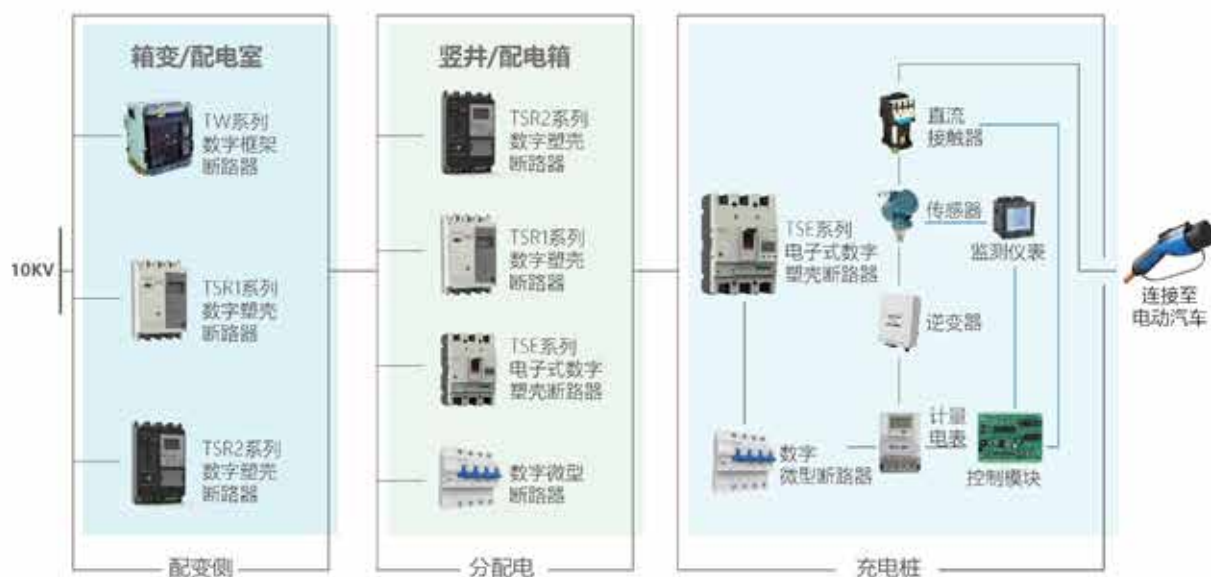 10KV
箱变/配电室
TW系列
数字框架
断路器
TSR1系列
数字塑壳
断路器
TSR2系列
数字塑壳
断路器
配变侧
竖井/配电箱
TSR2系列
数字塑壳
断路器
TSR1系列
数字塑壳
断路器
TSE系列
电子式数字
塑壳断路器
数字微型
断路器
分配电
TSE系列
电子式数字
塑壳断路器
数字
微型断路器
直流
接触器
传感器
监测仪表
逆变器
计量
电表
控制模块
充电桩
连接至
电动汽车